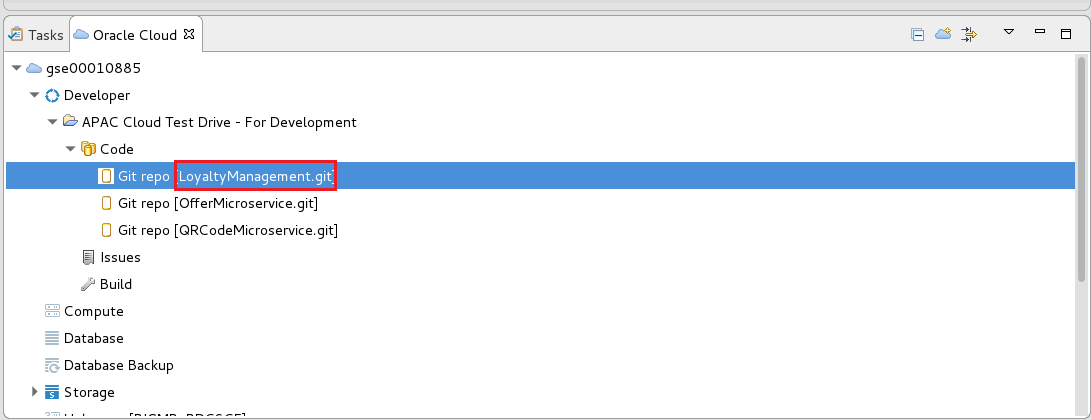 Tasks Oracle Cloud
gse00010885
Developer
APAC Cloud Test Drive - For Development
Code
Git repo [LoyaltyManagement.git]
Git repo [OfferMicroservice.git]
Git repo [QRCodeMicroservice.git]
Issues
Build
Compute
Database
Database Backup
Storage